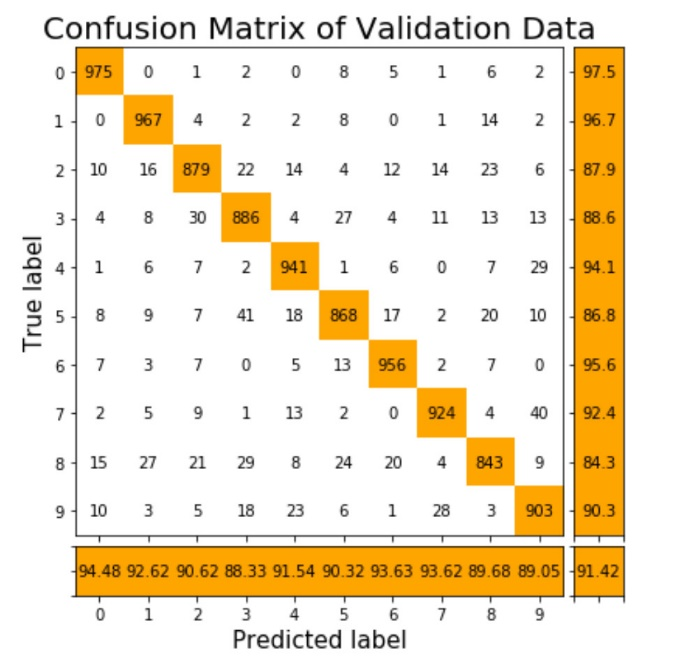 Confusion Matrix of Validation Data
0 975 0 1 2 0 8 5 1 6 2 97.5
1 0 967 4 2 2 8 0 1 14 2 96.7
2 10 16 879 22 14 4 12 14 23 6 87.9
3 4 8 30 886 4 27 4 11 13 13 88.6
4 1 6 7 2 941 1 6 0 7 29 94.1
5 8 9 7 41 18 868 17 2 20 10 86.8
6 7 3 7 0 5 13 956 2 7 0 95.6
7 2 5 9 1 13 2 0 924 4 40 92.4
8 15 27 21 29 8 24 20 4 843 9 84.3
9 10 3 5 18 23 6 1 28 3 903 90.3
True label
94.48 92.62 90.62 88.33 91.54 90.32 93.63 93.62 89.68 89.05 91.42
0 1 2 3 4 5 6 7 8 9
Predicted label